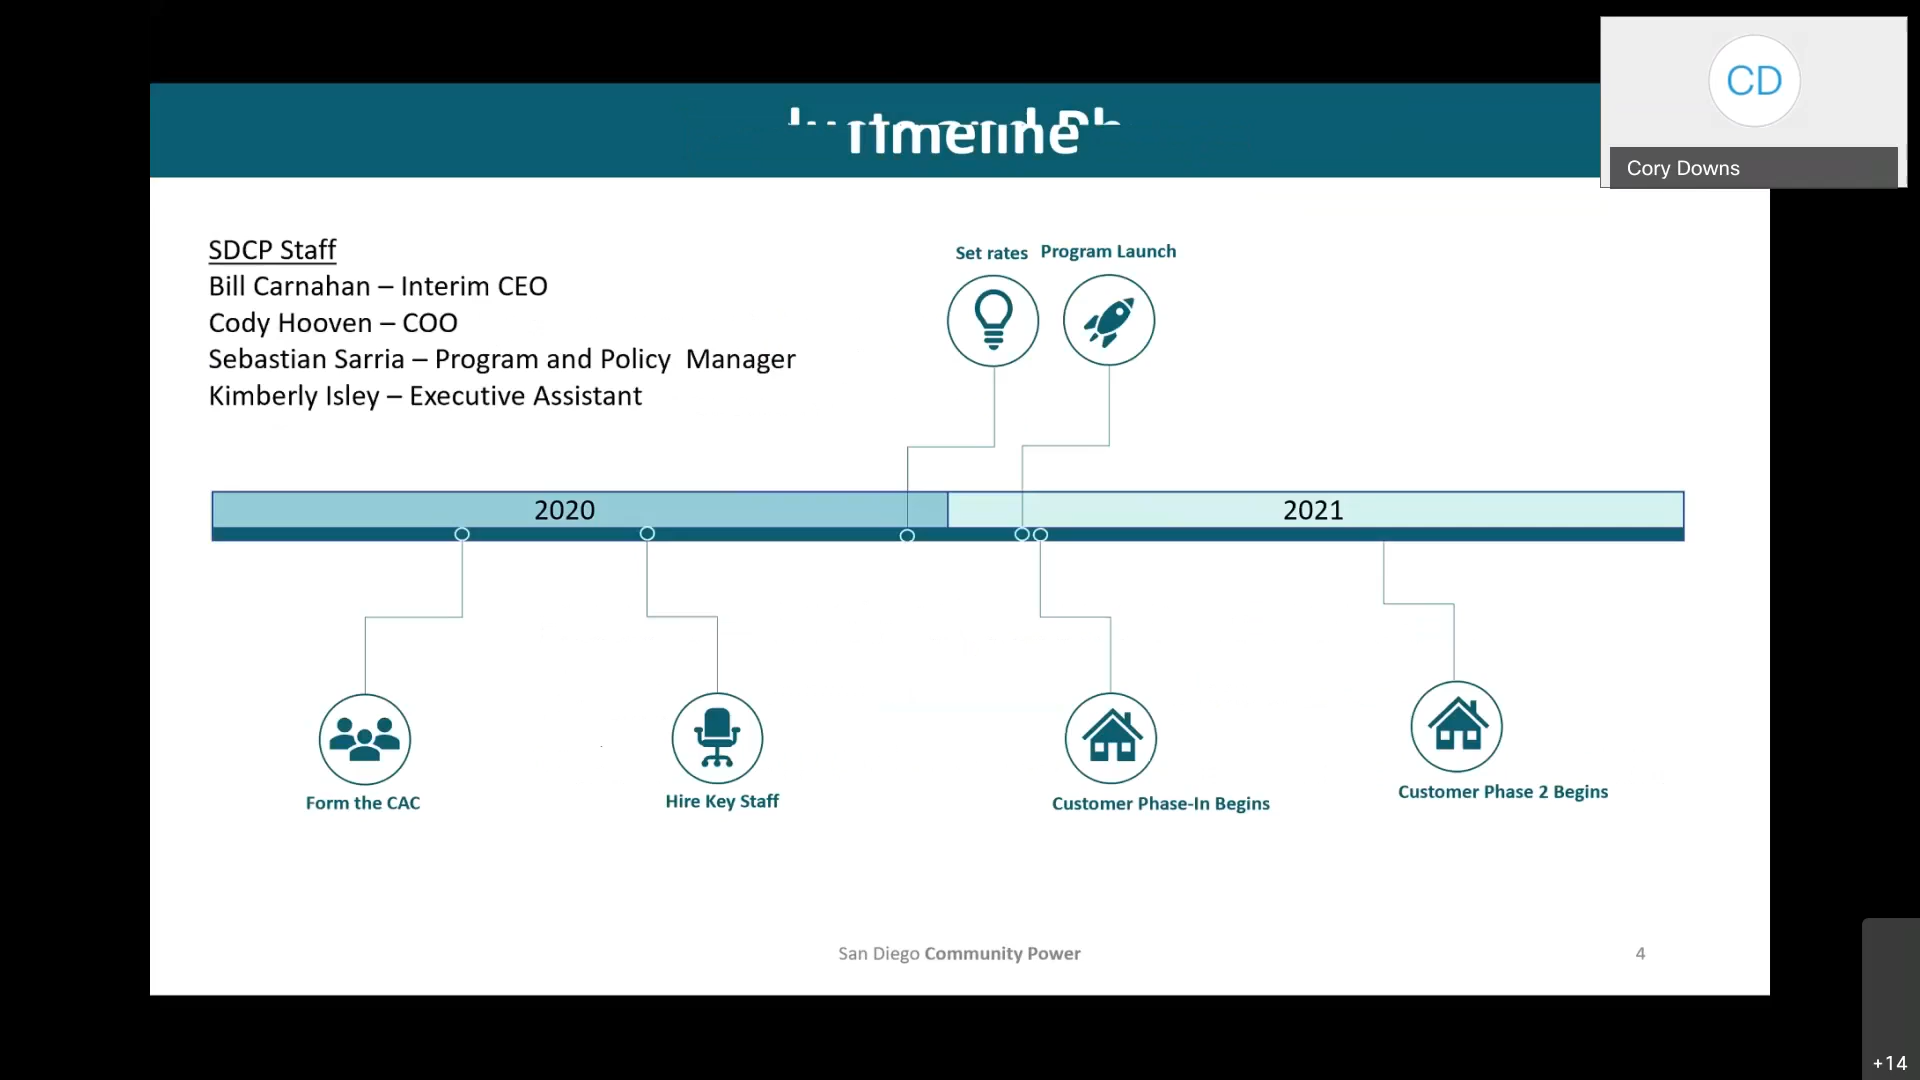 Timeline
CD
Cory Downs
SDCP Staff
Bill Carnahan – Interim CEO
Cody Hooven – COO
Sebastian Sarria – Program and Policy  Manager
Kimberly Isley – Executive Assistant
Set rates
Program Launch
2020
2021
Form the CAC
Hire Key Staff
Customer Phase-In Begins
Customer Phase 2 Begins
San Diego Community Power
4
+14